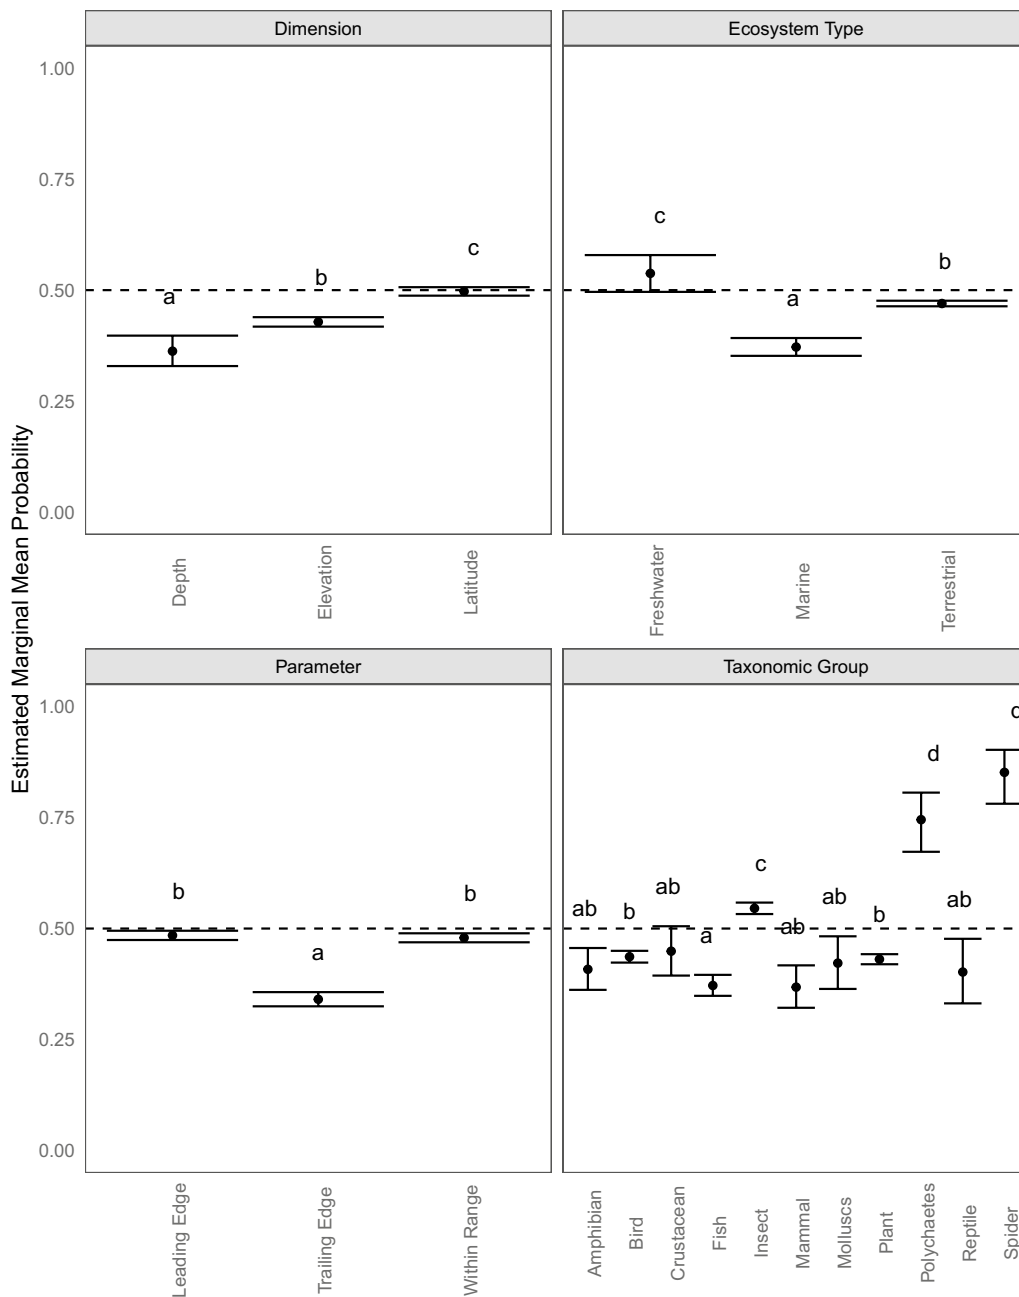 Dimension
Ecosystem Type
Estimated Marginal Mean Probability
1.00
0.75
0.50
0.25
0.00
a
b
c
c
a
b
Depth
Elevation
Latitude
Freshwater
Marine
Terrestrial
Parameter
Taxonomic Group
1.00
0.75
0.50
0.25
0.00
b
a
b
ab
b
ab
a
c
ab
ab
b
d
ab
d
Leading Edge
Trailing Edge
Within Range
Amphibian
Bird
Crustacean
Fish
Insect
Mammal
Molluscs
Plant
Polychaetes
Reptile
Spider